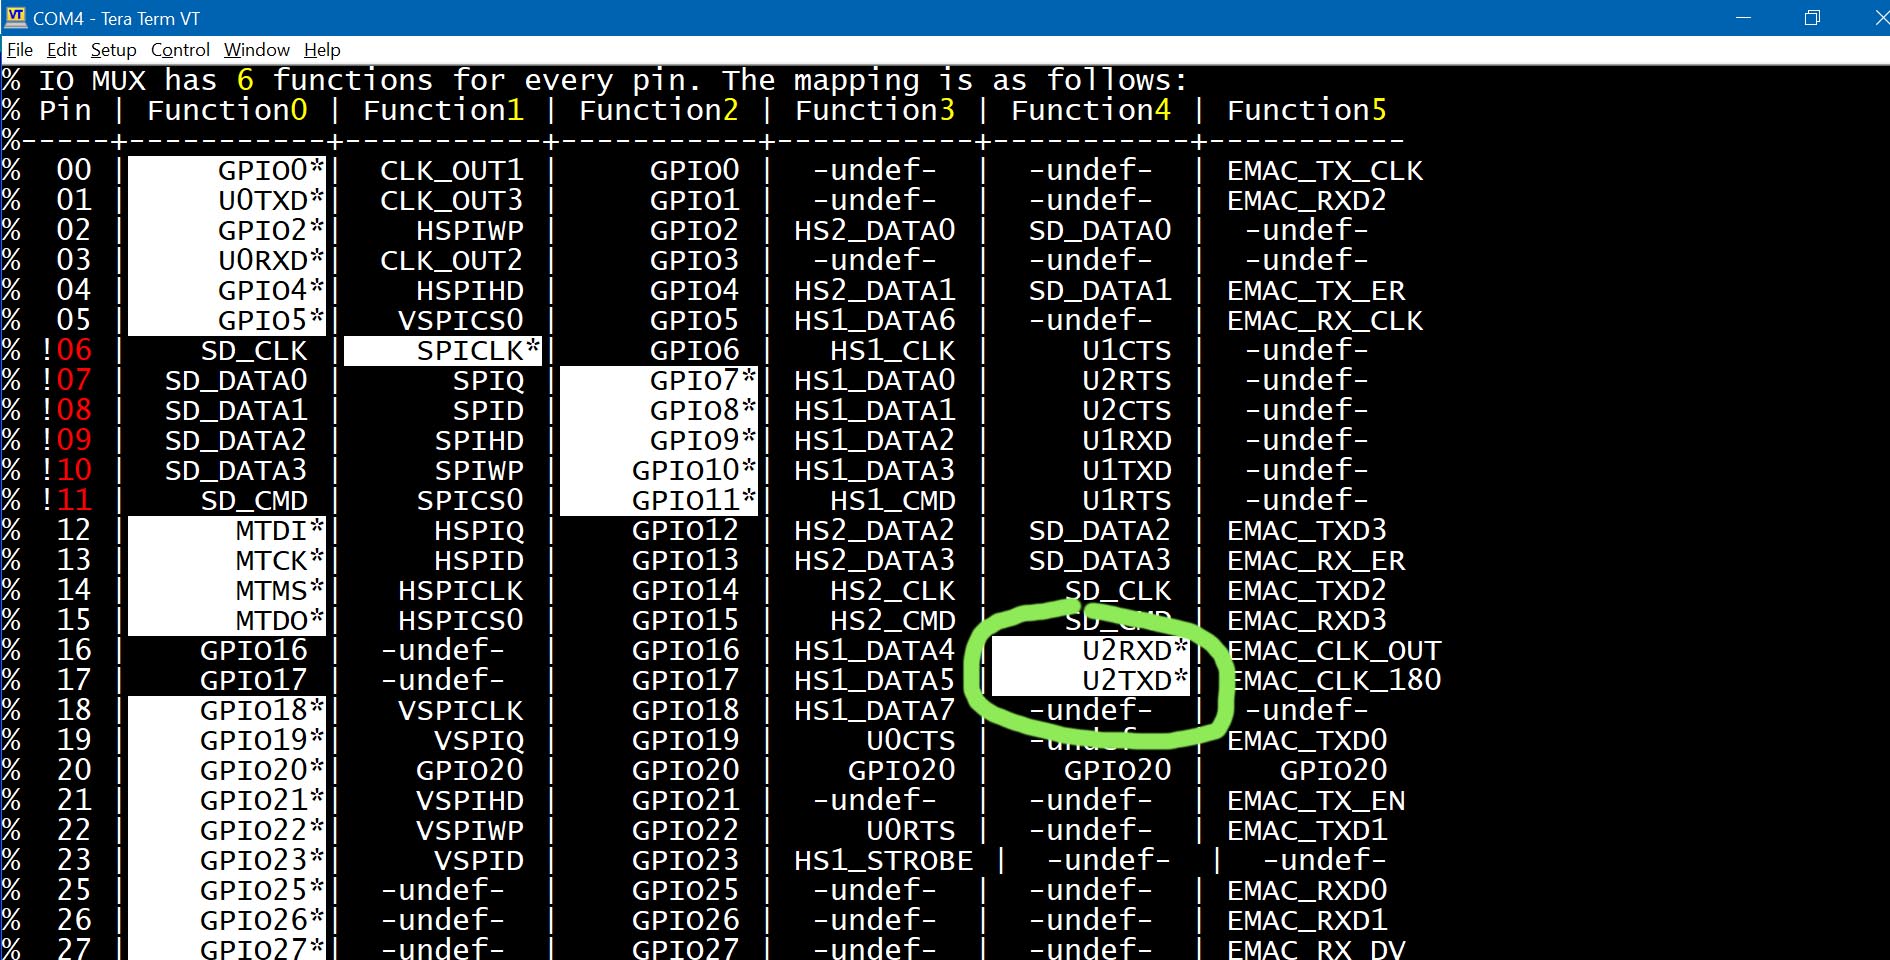 COM4 - Tera Term VT
File Edit Setup Control Window Help
% IO MUX has 6 functions for every pin. The mapping is as follows:
% Pin | Function0 | Function1 | Function2 | Function3 | Function4 | Function5
%-----+-----------+-----------+-----------+-----------+-----------+-----------
% 00 | GPIO0*| CLK_OUT1 | GPIO0 | -undef- | -undef- | EMAC_TX_CLK
% 01 | U0TXD*| CLK_OUT3 | GPIO1 | -undef- | -undef- | EMAC_RXD2
% 02 | GPIO2*| HSPIWP | GPIO2 | HS2_DATA0 | SD_DATA0 | -undef-
% 03 | U0RXD*| CLK_OUT2 | GPIO3 | -undef- | -undef- | -undef-
% 04 | GPIO4*| HSPIHD | GPIO4 | HS2_DATA1 | SD_DATA1 | EMAC_TX_ER
% 05 | GPIO5*| VSPICS0 | GPIO5 | HS1_DATA6 | -undef- | EMAC_RX_CLK
% !06 | SD_CLK | SPICLK*| GPIO6 | HS1_CLK | U1CTS | -undef-
% !07 | SD_DATA0 | SPIQ | GPIO7*| HS1_DATA0 | U2RTS | -undef-
% !08 | SD_DATA1 | SPID | GPIO8*| HS1_DATA1 | U2CTS | -undef-
% !09 | SD_DATA2 | SPIHD | GPIO9*| HS1_DATA2 | U1RXD | -undef-
% !10 | SD_DATA3 | SPIWP | GPIO10*| HS1_DATA3 | U1TXD | -undef-
% !11 | SD_CMD | SPICS0 | GPIO11*| HS1_CMD | U1RTS | -undef-
% 12 | MTDI*| HSPIQ | GPIO12 | HS2_DATA2 | SD_DATA2 | EMAC_TXD3
% 13 | MTCK*| HSPID | GPIO13 | HS2_DATA3 | SD_DATA3 | EMAC_RX_ER
% 14 | MTMS*| HSPICLK | GPIO14 | HS2_CLK | SD_CLK | EMAC_TXD2
% 15 | MTDO*| HSPICS0 | GPIO15 | HS2_CMD | SD_CMD | EMAC_RXD3
% 16 | GPIO16 | -undef- | GPIO16 | HS1_DATA4 | U2RXD*| EMAC_CLK_OUT
% 17 | GPIO17 | -undef- | GPIO17 | HS1_DATA5 | U2TXD*| EMAC_CLK_180
% 18 | GPIO18*| VSPICLK | GPIO18 | HS1_DATA7 | -undef- | -undef-
% 19 | GPIO19*| VSPIQ | GPIO19 | U0CTS | -undef- | EMAC_TXD0
% 20 | GPIO20*| GPIO20 | GPIO20 | GPIO20 | GPIO20 | GPIO20
% 21 | GPIO21*| VSPIHD | GPIO21 | -undef- | -undef- | EMAC_TX_EN
% 22 | GPIO22*| VSPIWP | GPIO22 | U0RTS | -undef- | EMAC_TXD1
% 23 | GPIO23*| VSPID | GPIO23 | HS1_STROBE | -undef- | -undef-
% 25 | GPIO25*| -undef- | GPIO25 | -undef- | -undef- | EMAC_RXD0
% 26 | GPIO26*| -undef- | GPIO26 | -undef- | -undef- | EMAC_RXD1
% 27 | GPIO27*| -undef- | GPIO27 | -undef- | -undef- | EMAC_RX_DV